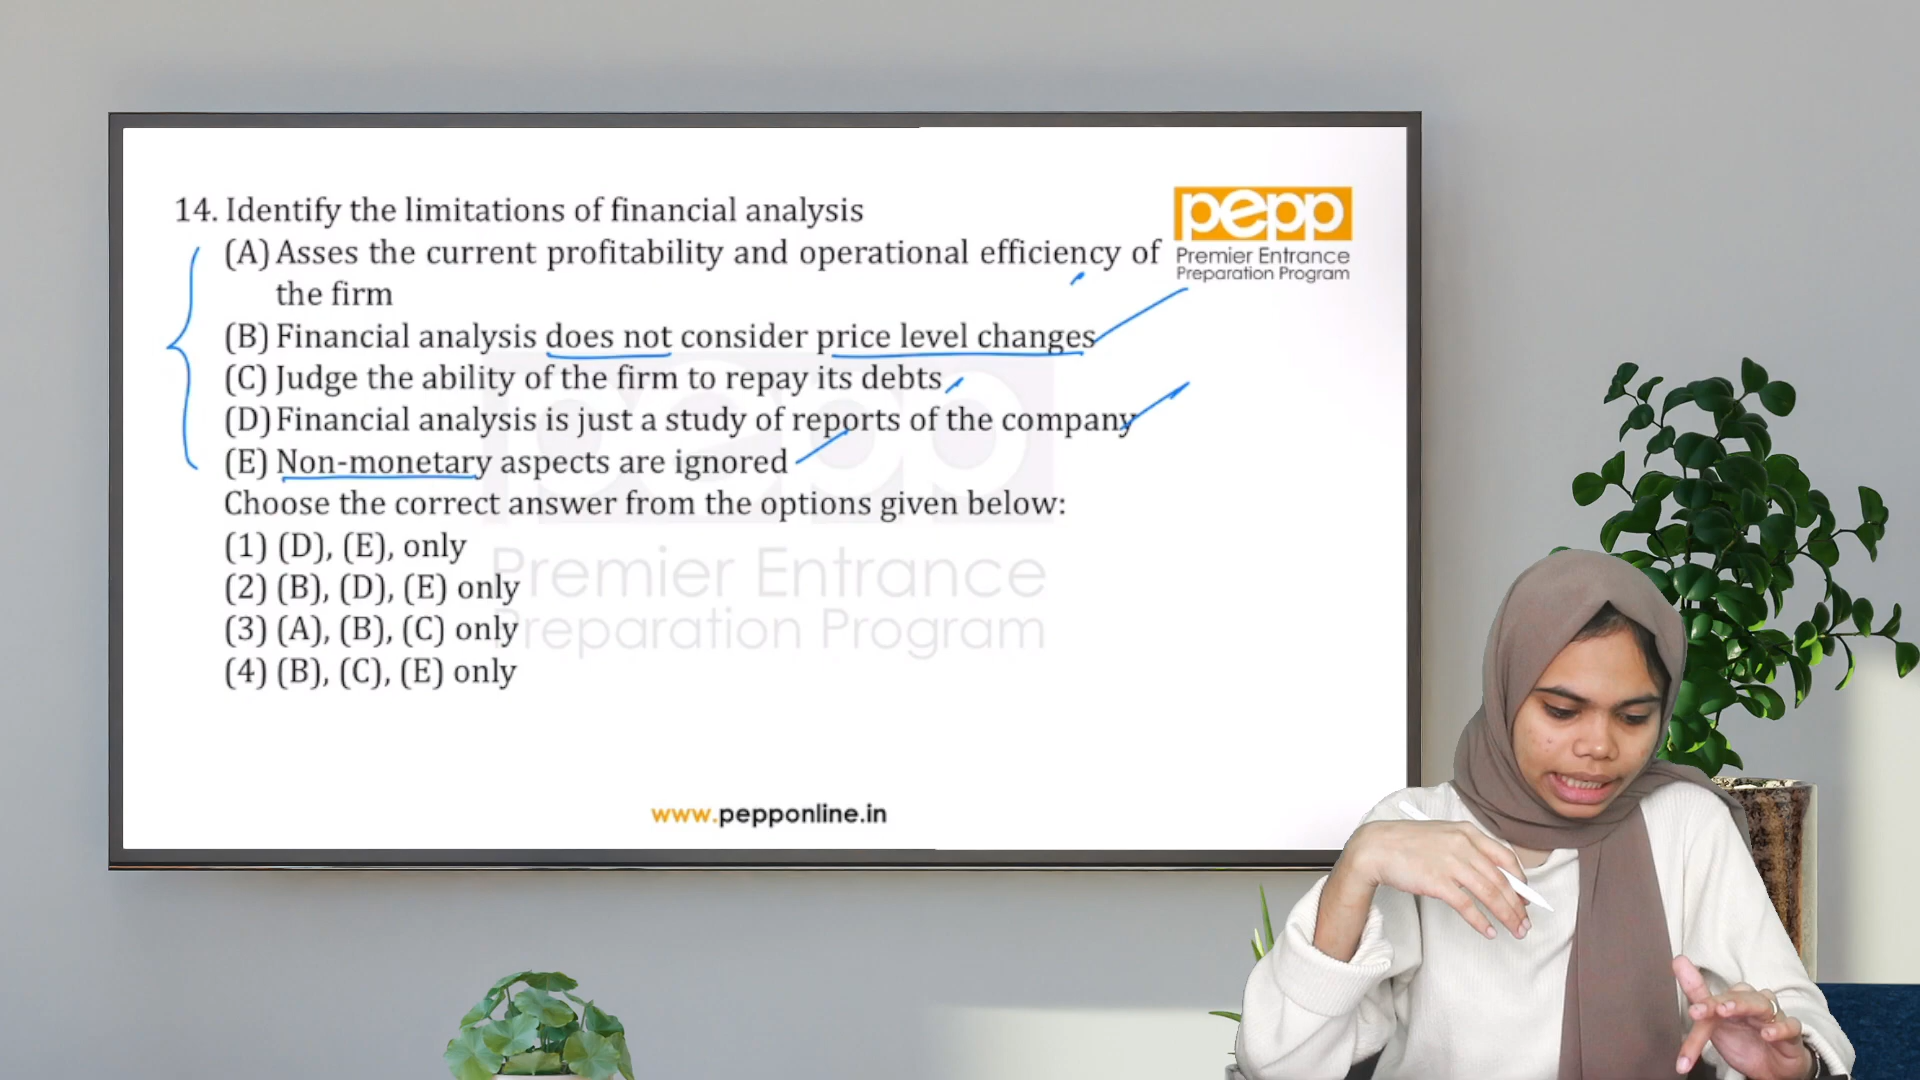 14. Identify the limitations of financial analysis
(A) Asses the current profitability and operational efficiency of
the firm
(B) Financial analysis does not consider price level changes
(C) Judge the ability of the firm to repay its debts
(D) Financial analysis is just a study of reports of the company
(E) Non-monetary aspects are ignored
Choose the correct answer from the options given below:
(1) (D), (E), only
(2) (B), (D), (E) only
(3) (A), (B), (C) only
(4) (B), (C), (E) only
pepp
Premier Entrance
Preparation Program
pepp
Premier Entrance
Preparation Program
www.pepponline.in